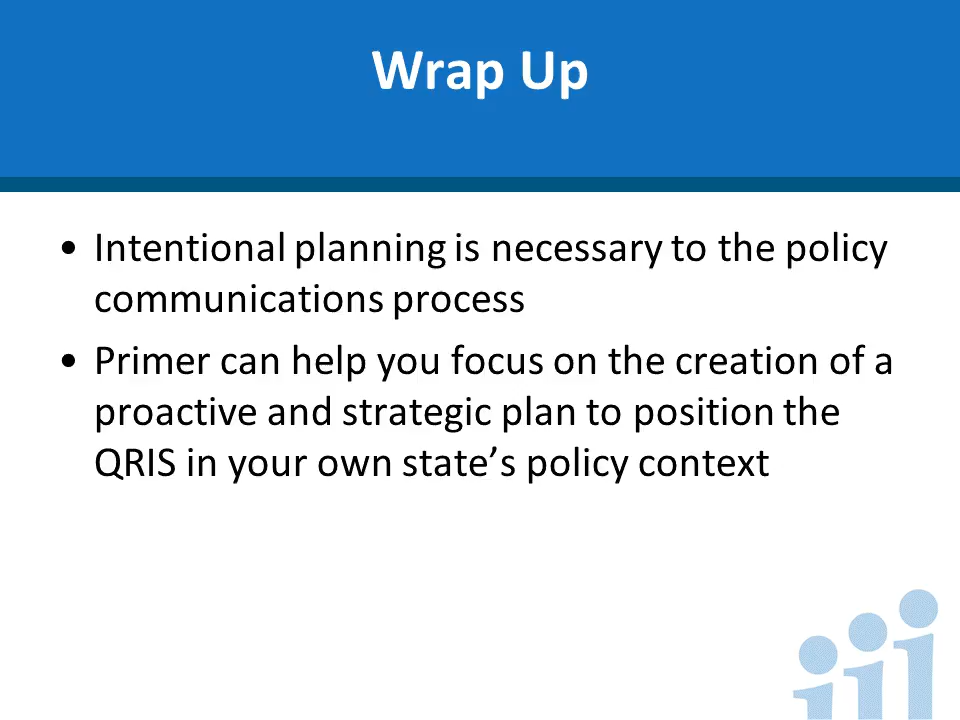 Wrap Up
• Intentional planning is necessary to the policy
communications process
• Primer can help you focus on the creation of a
proactive and strategic plan to position the
QRIS in your own state’s policy context